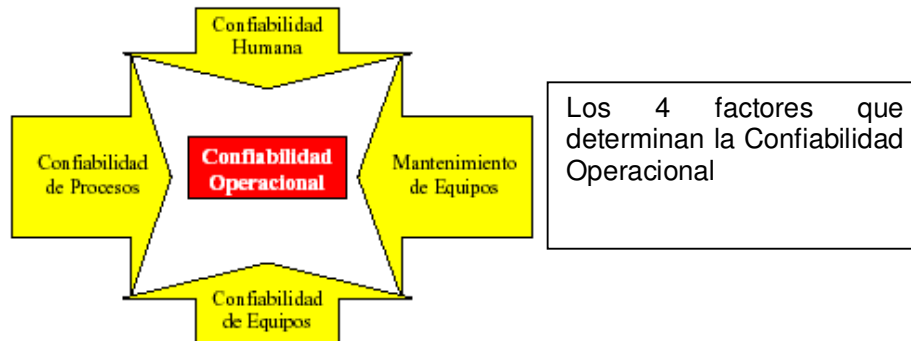 Confiabilidad
Humana
Confiabilidad
de Procesos
Confiabilidad
Operacional
Mantenimiento
de Equipos
Confiabilidad
de Equipos
Los 4 factores que
determinan la Confiabilidad
Operacional